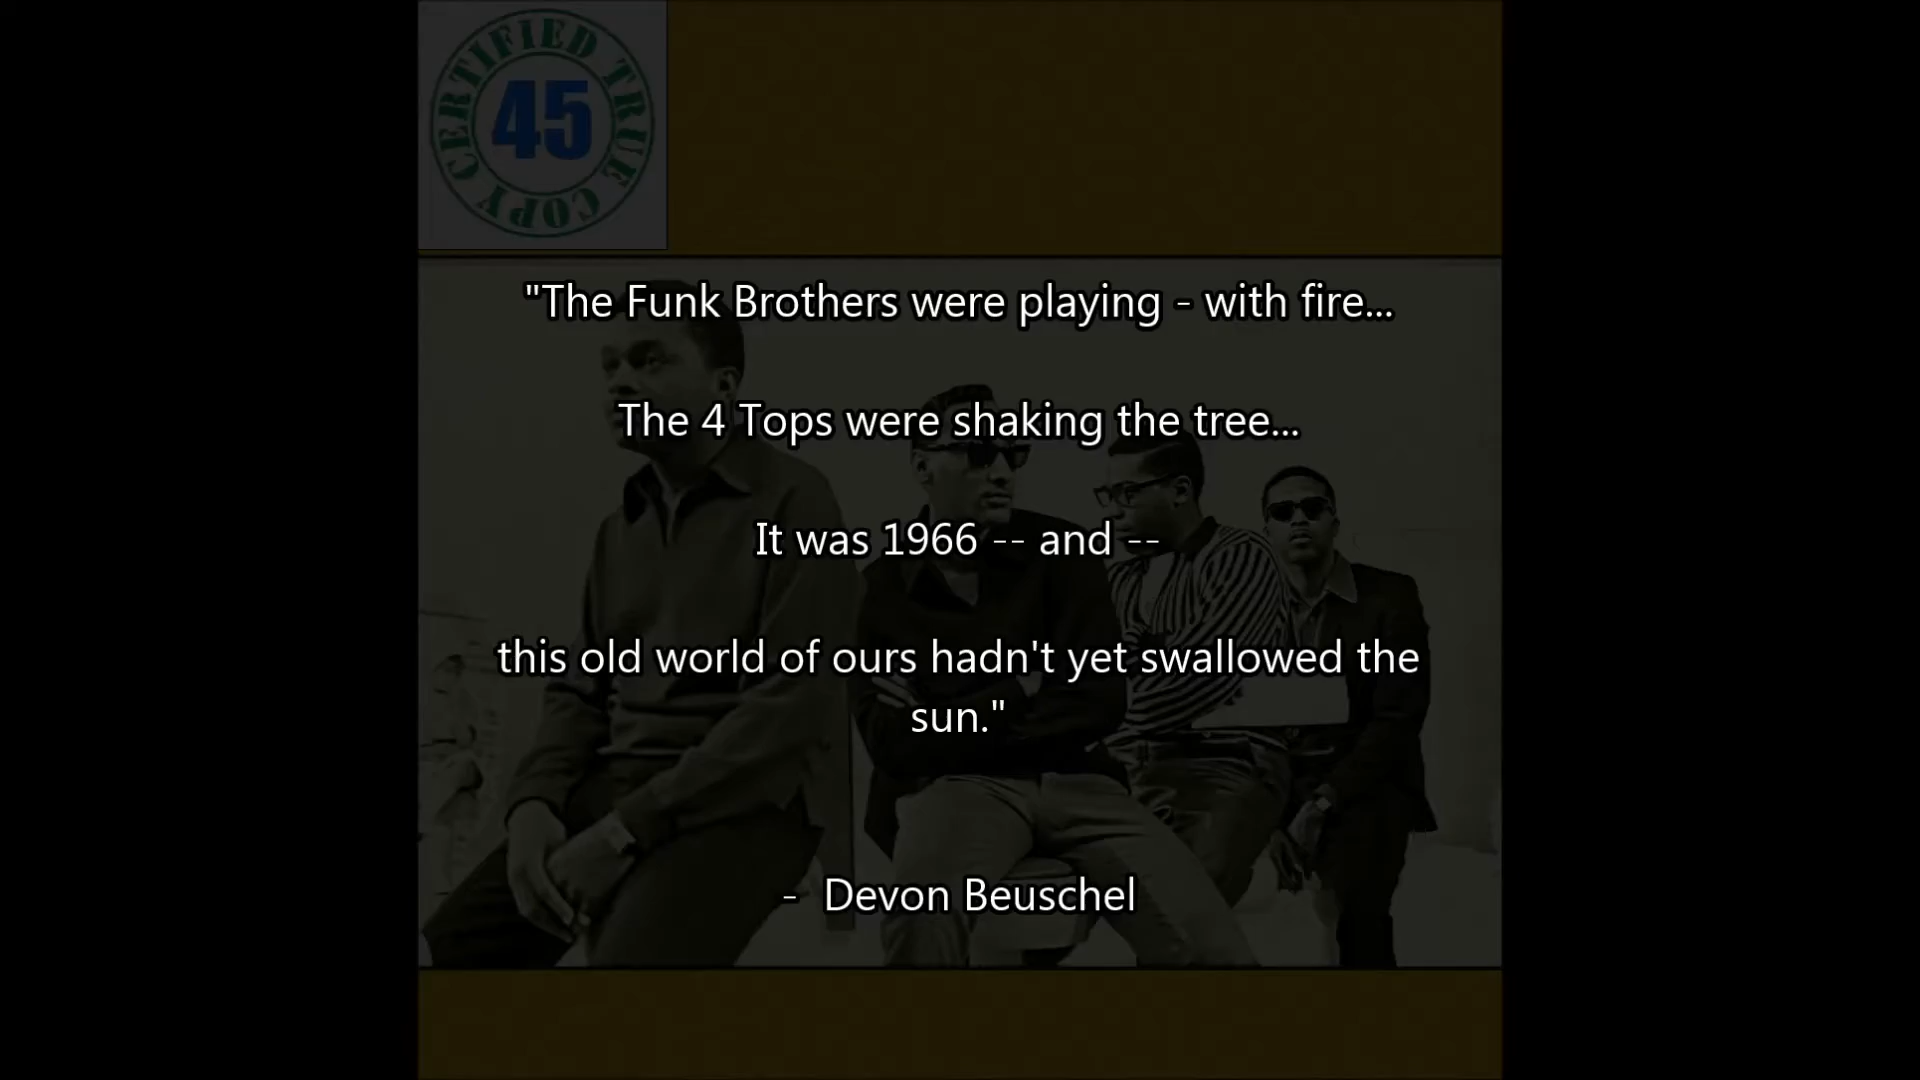 CERTIFIED TRUE COPY
45
"The Funk Brothers were playing - with fire...
The 4 Tops were shaking the tree...
It was 1966 -- and --
this old world of ours hadn't yet swallowed the
sun."
- Devon Beuschel